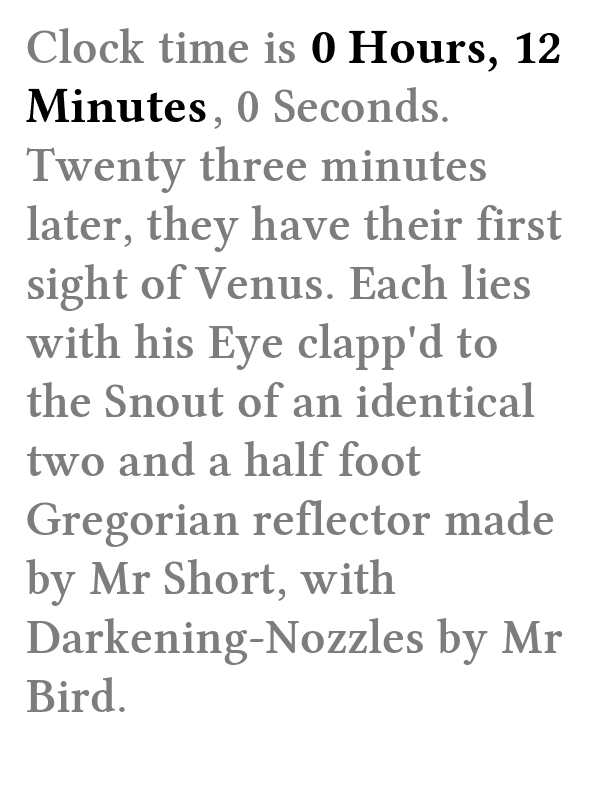 Clock time is 0 Hours, 12
Minutes, 0 Seconds.
Twenty three minutes
later, they have their first
sight of Venus. Each lies
with his Eye clapp'd to
the Snout of an identical
two and a half foot
Gregorian reflector made
by Mr Short, with
Darkening-Nozzles by Mr
Bird.